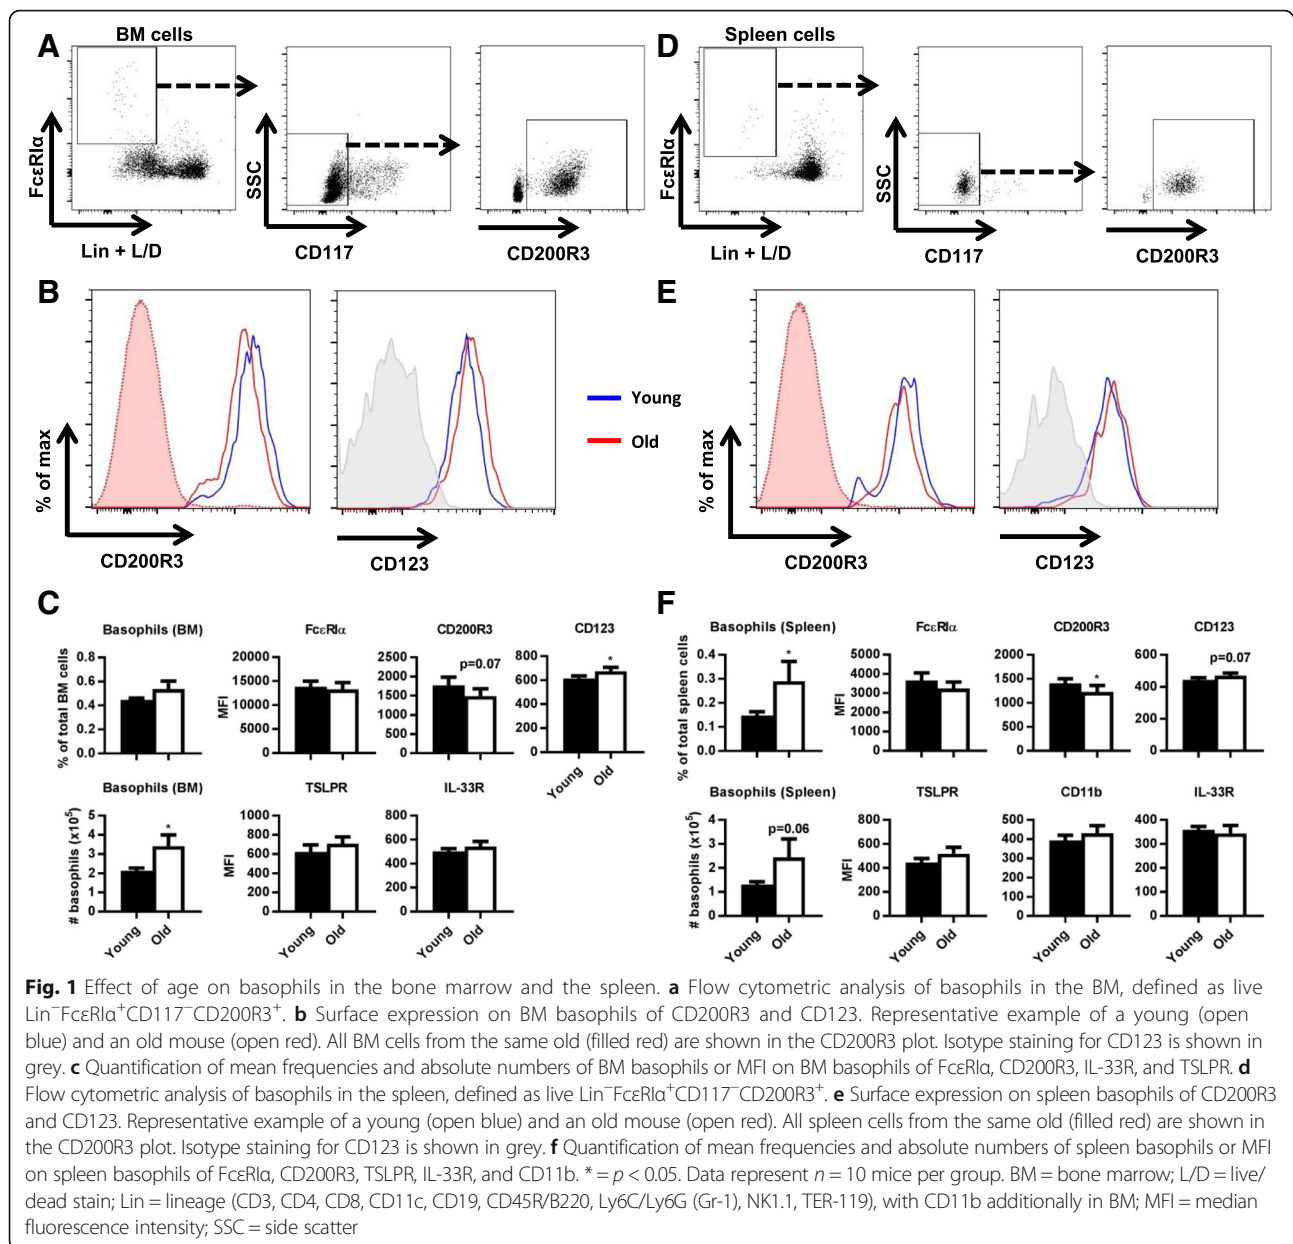 A
BM cells
FcεRIα
Lin + L/D
SSC
CD117
CD200R3
D
Spleen cells
FcεRIα
Lin + L/D
SSC
CD117
CD200R3
B
% of max
CD200R3
CD123
Young
Old
E
% of max
CD200R3
CD123
C
Basophils (BM)
% of total BM cells
0.8
0.6
0.4
0.2
0.0
FcεRIα
MFI
20000
15000
10000
5000
0
CD200R3
p=0.07
2500
2000
1500
1000
500
0
CD123
*
800
600
400
200
0
Young
Old
Basophils (BM)
# basophils (x10⁵)
*
5
4
3
2
1
0
Young
Old
TSLPR
MFI
1000
800
600
400
200
0
Young
Old
IL-33R
800
600
400
200
0
Young
Old
F
Basophils (Spleen)
% of total spleen cells
*
0.4
0.3
0.2
0.1
0.0
FcεRIα
MFI
5000
4000
3000
2000
1000
0
CD200R3
*
2000
1500
1000
500
0
CD123
p=0.07
600
400
200
0
Basophils (Spleen)
# basophils (x10⁵)
p=0.06
4
3
2
1
0
Young
Old
TSLPR
MFI
800
600
400
200
0
Young
Old
CD11b
500
400
300
200
100
0
Young
Old
IL-33R
400
300
200
100
0
Young
Old
Fig. 1 Effect of age on basophils in the bone marrow and the spleen. a Flow cytometric analysis of basophils in the BM, defined as live
Lin⁻FcεRIα⁺CD117⁻CD200R3⁺. b Surface expression on BM basophils of CD200R3 and CD123. Representative example of a young (open
blue) and an old mouse (open red). All BM cells from the same old (filled red) are shown in the CD200R3 plot. Isotype staining for CD123 is shown in
grey. c Quantification of mean frequencies and absolute numbers of BM basophils or MFI on BM basophils of FcεRIα, CD200R3, IL-33R, and TSLPR. d
Flow cytometric analysis of basophils in the spleen, defined as live Lin⁻FcεRIα⁺CD117⁻CD200R3⁺. e Surface expression on spleen basophils of CD200R3
and CD123. Representative example of a young (open blue) and an old mouse (open red). All spleen cells from the same old (filled red) are shown in
the CD200R3 plot. Isotype staining for CD123 is shown in grey. f Quantification of mean frequencies and absolute numbers of spleen basophils or MFI
on spleen basophils of FcεRIα, CD200R3, TSLPR, IL-33R, and CD11b. * = p < 0.05. Data represent n = 10 mice per group. BM = bone marrow; L/D = live/
dead stain; Lin = lineage (CD3, CD4, CD8, CD11c, CD19, CD45R/B220, Ly6C/Ly6G (Gr-1), NK1.1, TER-119), with CD11b additionally in BM; MFI = median
fluorescence intensity; SSC = side scatter